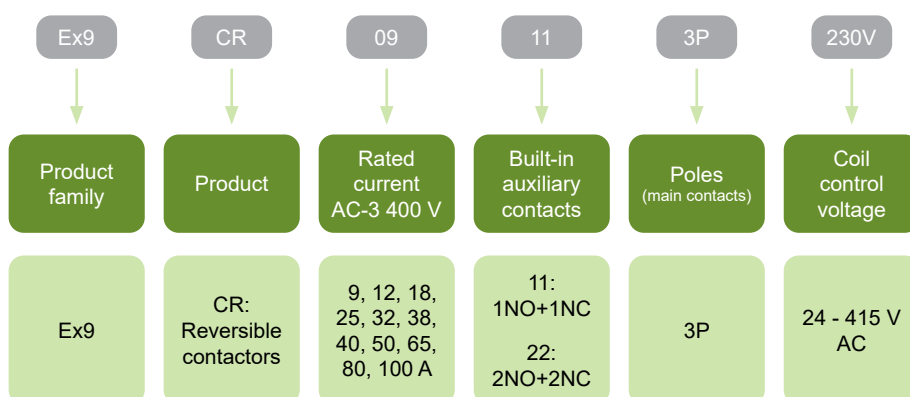 Ex9
CR
09
11
3P
230V
Product
family
Product
Rated
current
AC-3 400 V
Built-in
auxiliary
contacts
Poles
(main contacts)
Coil
control
voltage
Ex9
CR:
Reversible
contactors
9, 12, 18,
25, 32, 38,
40, 50, 65,
80, 100 A
11:
1NO+1NC
22:
2NO+2NC
3P
24 - 415 V
AC